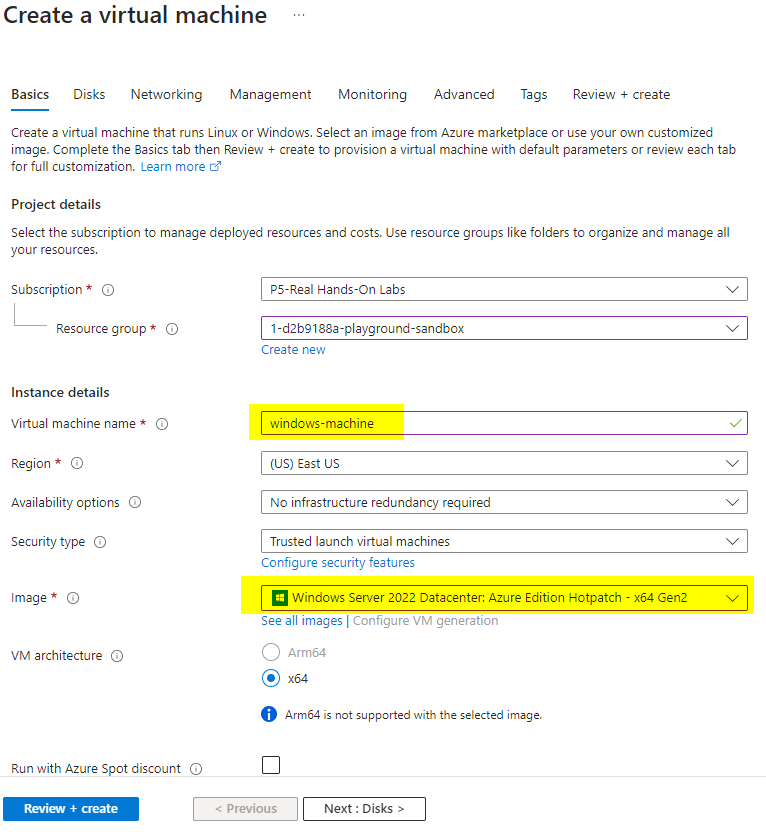 Create a virtual machine ...
Basics Disks Networking Management Monitoring Advanced Tags Review + create
Create a virtual machine that runs Linux or Windows. Select an image from Azure marketplace or use your own customized
image. Complete the Basics tab then Review + create to provision a virtual machine with default parameters or review each tab
for full customization. Learn more
Project details
Select the subscription to manage deployed resources and costs. Use resource groups like folders to organize and manage all
your resources.
Subscription * P5-Real Hands-On Labs
Resource group * 1-d2b9188a-playground-sandbox
Create new
Instance details
Virtual machine name * windows-machine
Region * (US) East US
Availability options No infrastructure redundancy required
Security type Trusted launch virtual machines
Configure security features
Image * Windows Server 2022 Datacenter: Azure Edition Hotpatch - x64 Gen2
See all images | Configure VM generation
VM architecture Arm64
x64
Arm64 is not supported with the selected image.
Run with Azure Spot discount
Review + create < Previous Next : Disks >